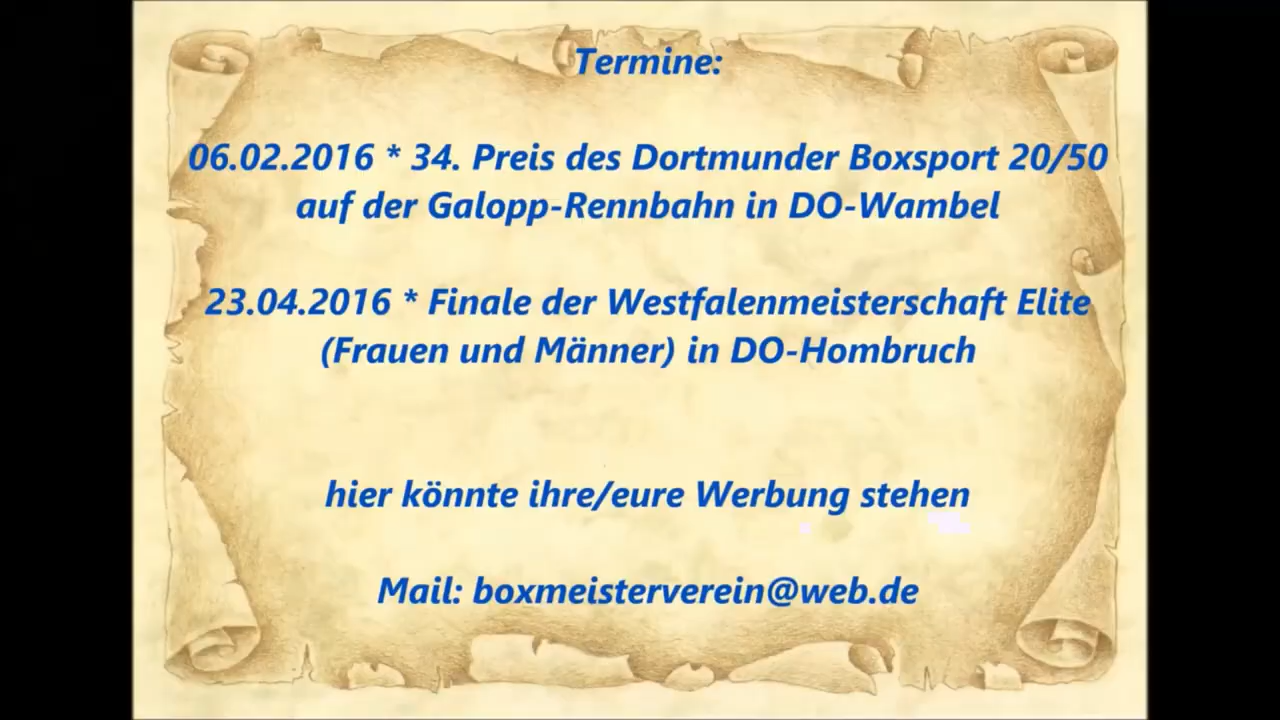 Termine:
06.02.2016 * 34. Preis des Dortmunder Boxsport 20/50
auf der Galopp-Rennbahn in DO-Wambel
23.04.2016 * Finale der Westfalenmeisterschaft Elite
(Frauen und Männer) in DO-Hombruch
hier könnte ihre/eure Werbung stehen
Mail: boxmeisterverein@web.de